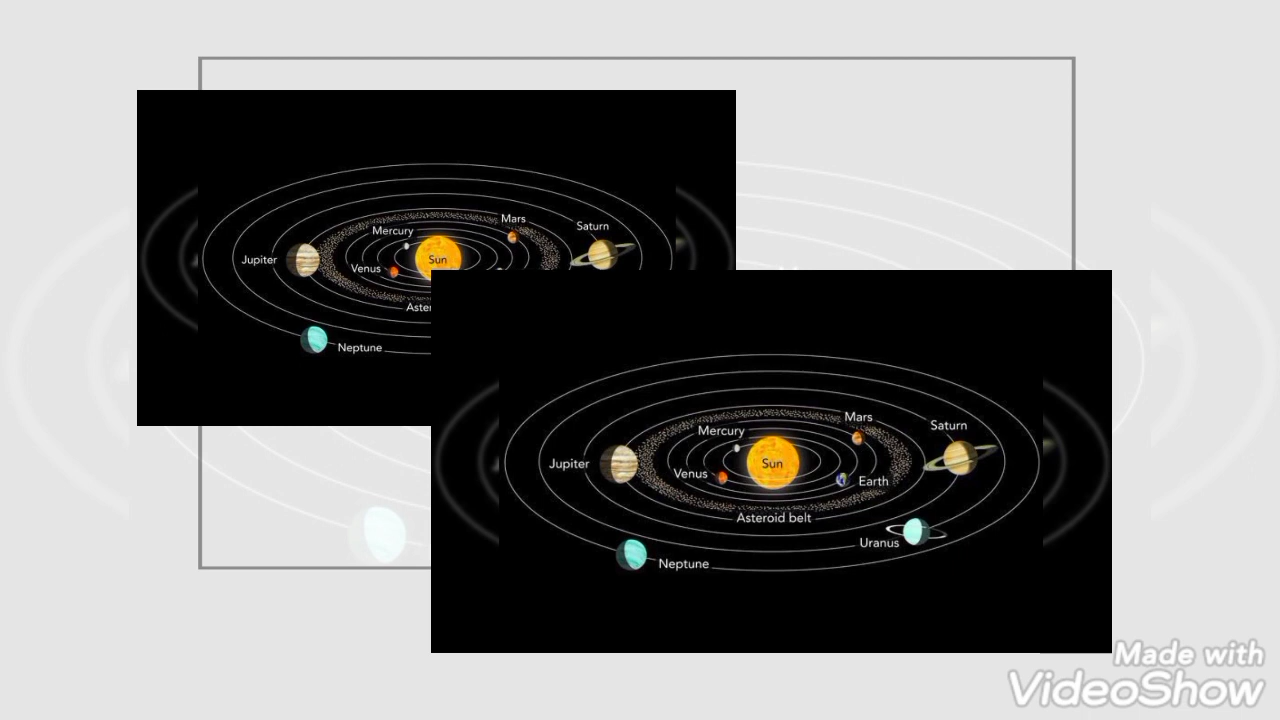 Mars
Saturn
Mercury
Jupiter
Sun
Venus
Neptune
Mars
Saturn
Mercury
Jupiter
Sun
Venus
Earth
Asteroid belt
Uranus
Neptune
Made with
VideoShow